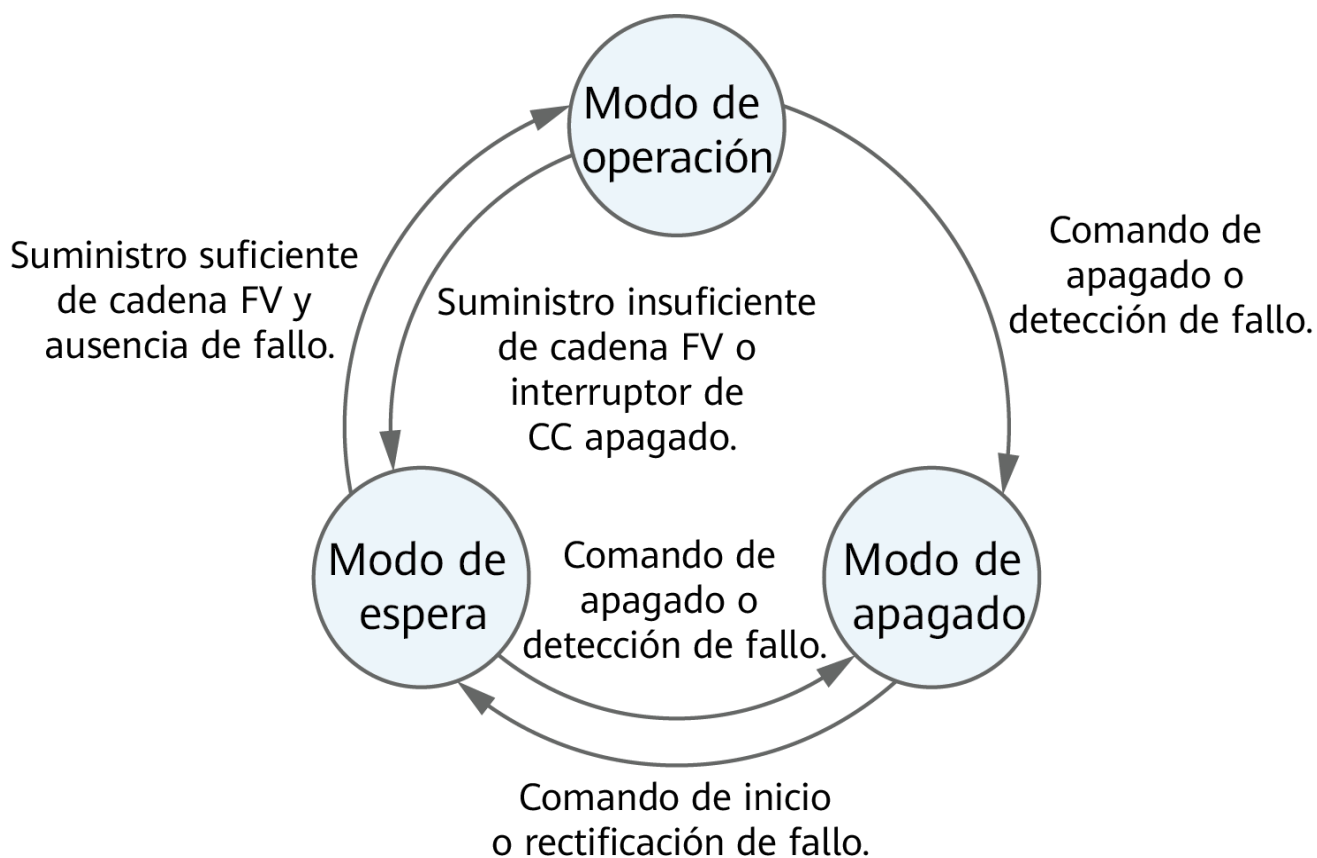 Modo de
operación
Suministro suficiente
de cadena FV y
ausencia de fallo.
Suministro insuficiente
de cadena FV o
interruptor de
CC apagado.
Comando de
apagado o
detección de fallo.
Modo de
espera
Comando de
apagado o
detección de fallo.
Modo de
apagado
Comando de inicio
o rectificación de fallo.